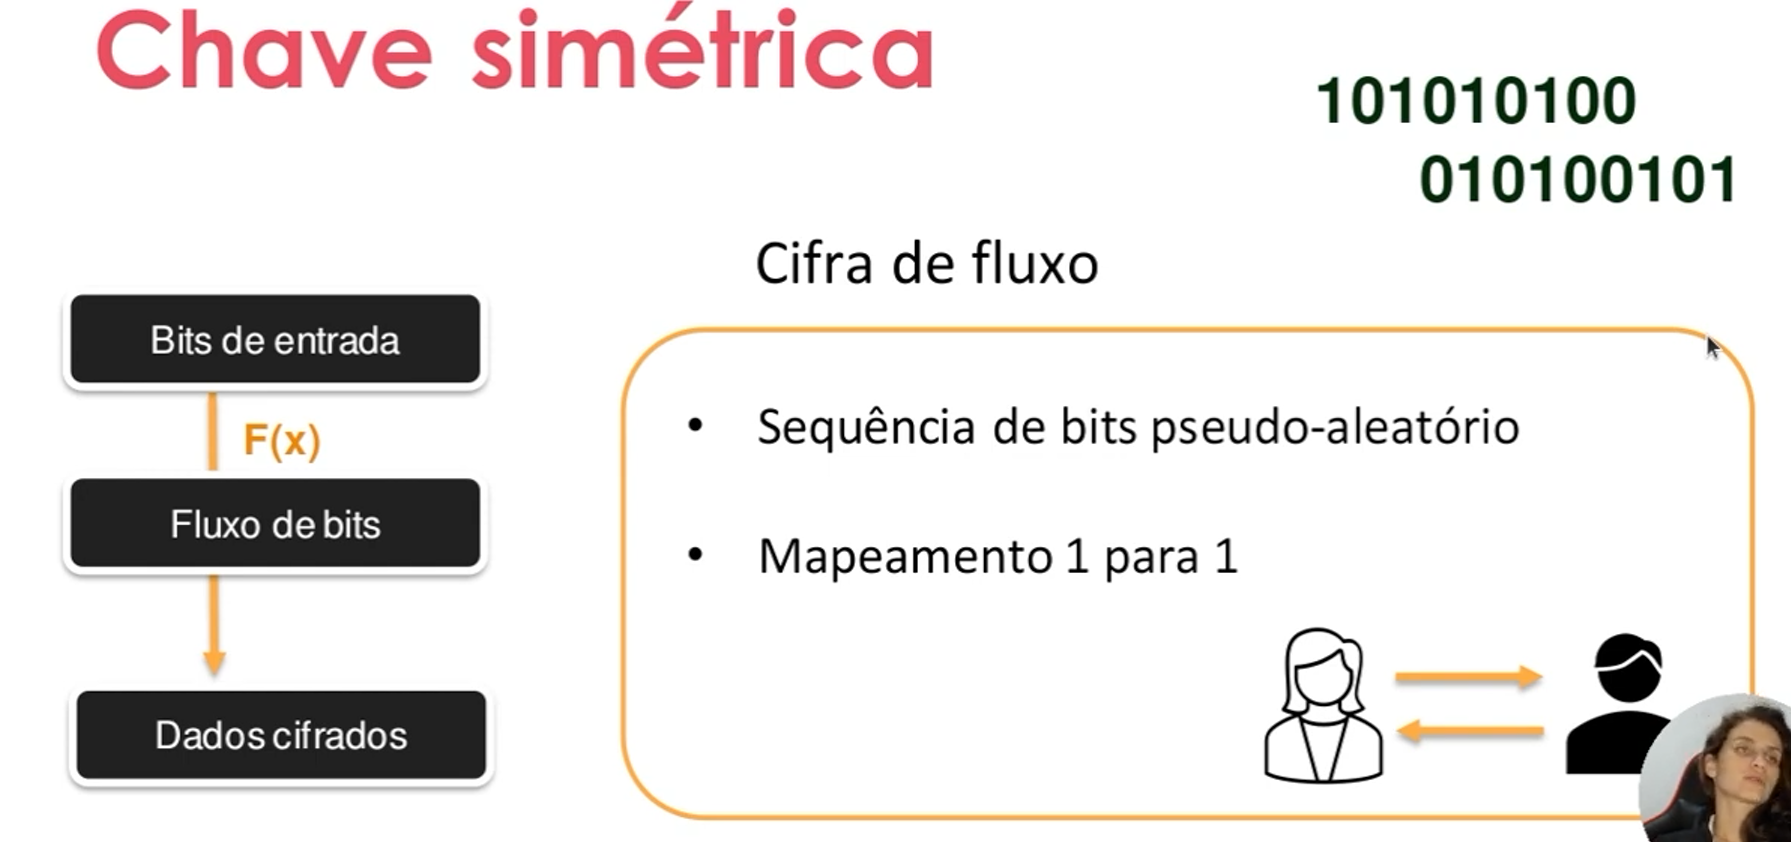 Chave simétrica
101010100
010100101
Cifra de fluxo
Bits de entrada
F(x)
Fluxo de bits
Dados cifrados
• Sequência de bits pseudo-aleatório
• Mapeamento 1 para 1